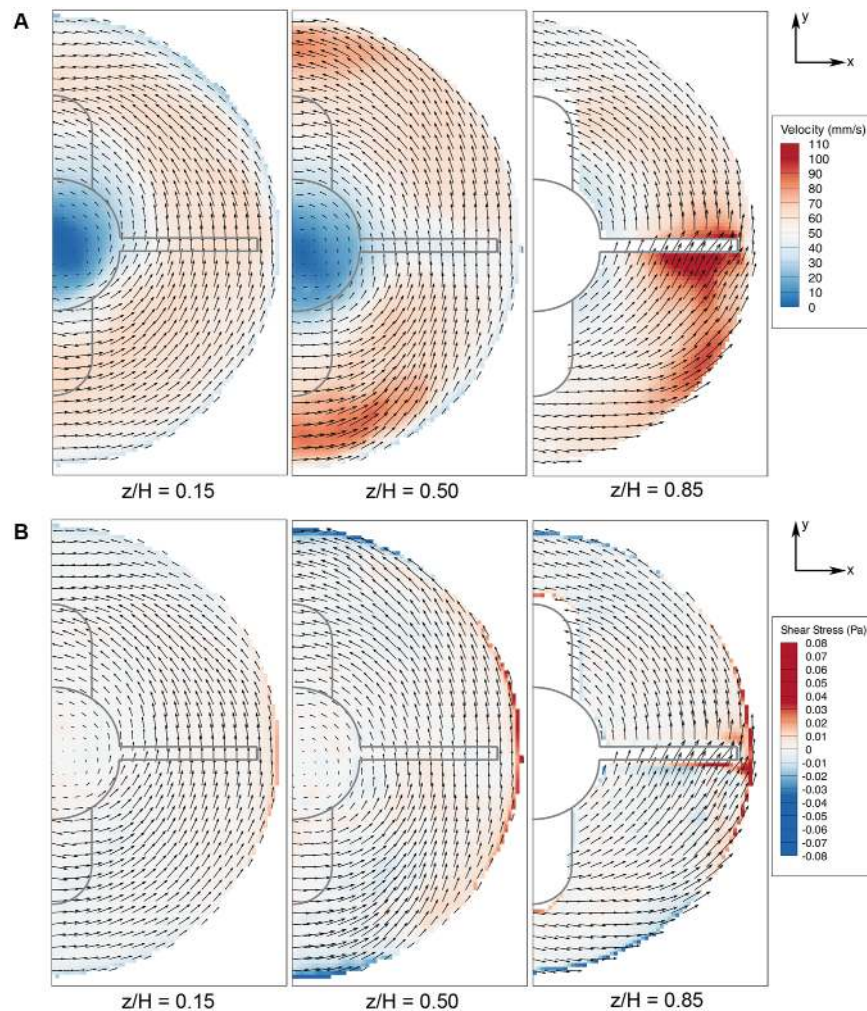 A
y
x
Velocity (mm/s)
110
100
90
80
70
60
50
40
30
20
10
0
z/H = 0.15
z/H = 0.50
z/H = 0.85
B
y
x
Shear Stress (Pa)
0.08
0.07
0.06
0.05
0.04
0.03
0.02
0.01
0
-0.01
-0.02
-0.03
-0.04
-0.05
-0.06
-0.07
-0.08
z/H = 0.15
z/H = 0.50
z/H = 0.85